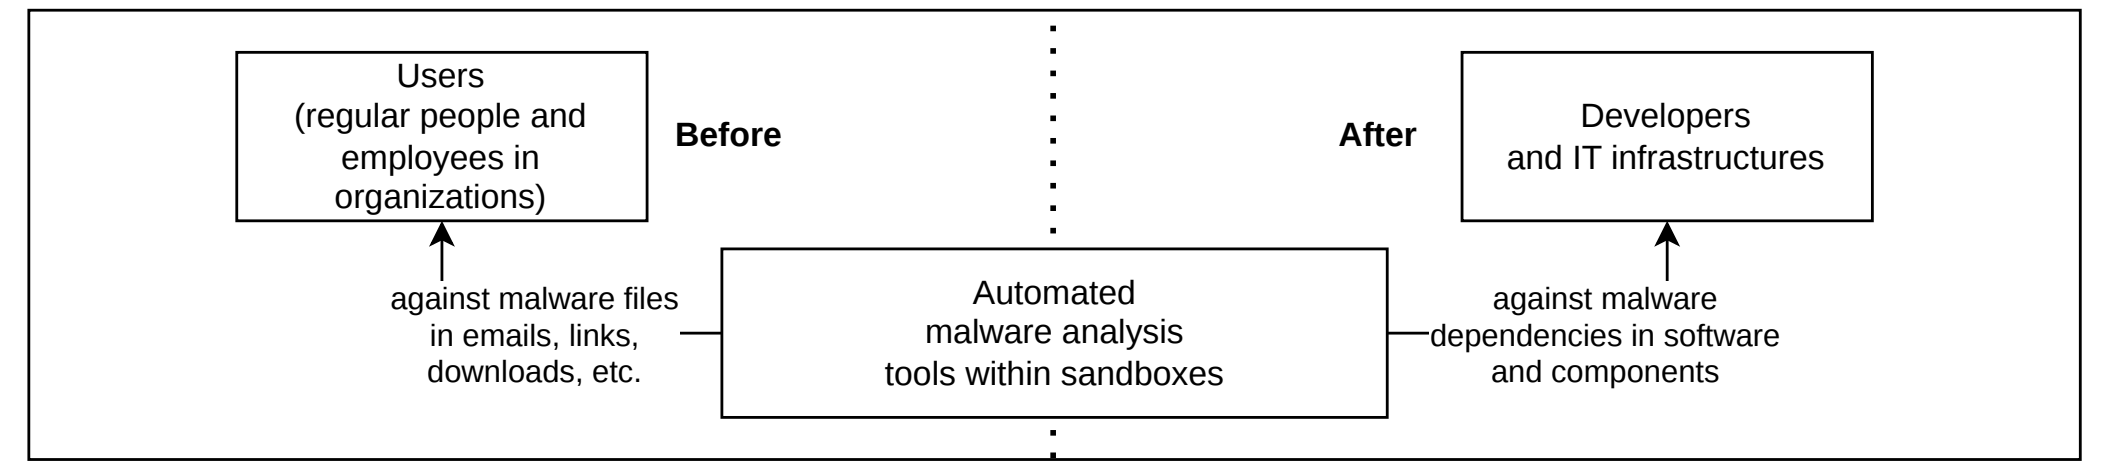 Users
(regular people and
employees in
organizations)
Before
After
Developers
and IT infrastructures
against malware files
in emails, links,
downloads, etc.
Automated
malware analysis
tools within sandboxes
against malware
dependencies in software
and components